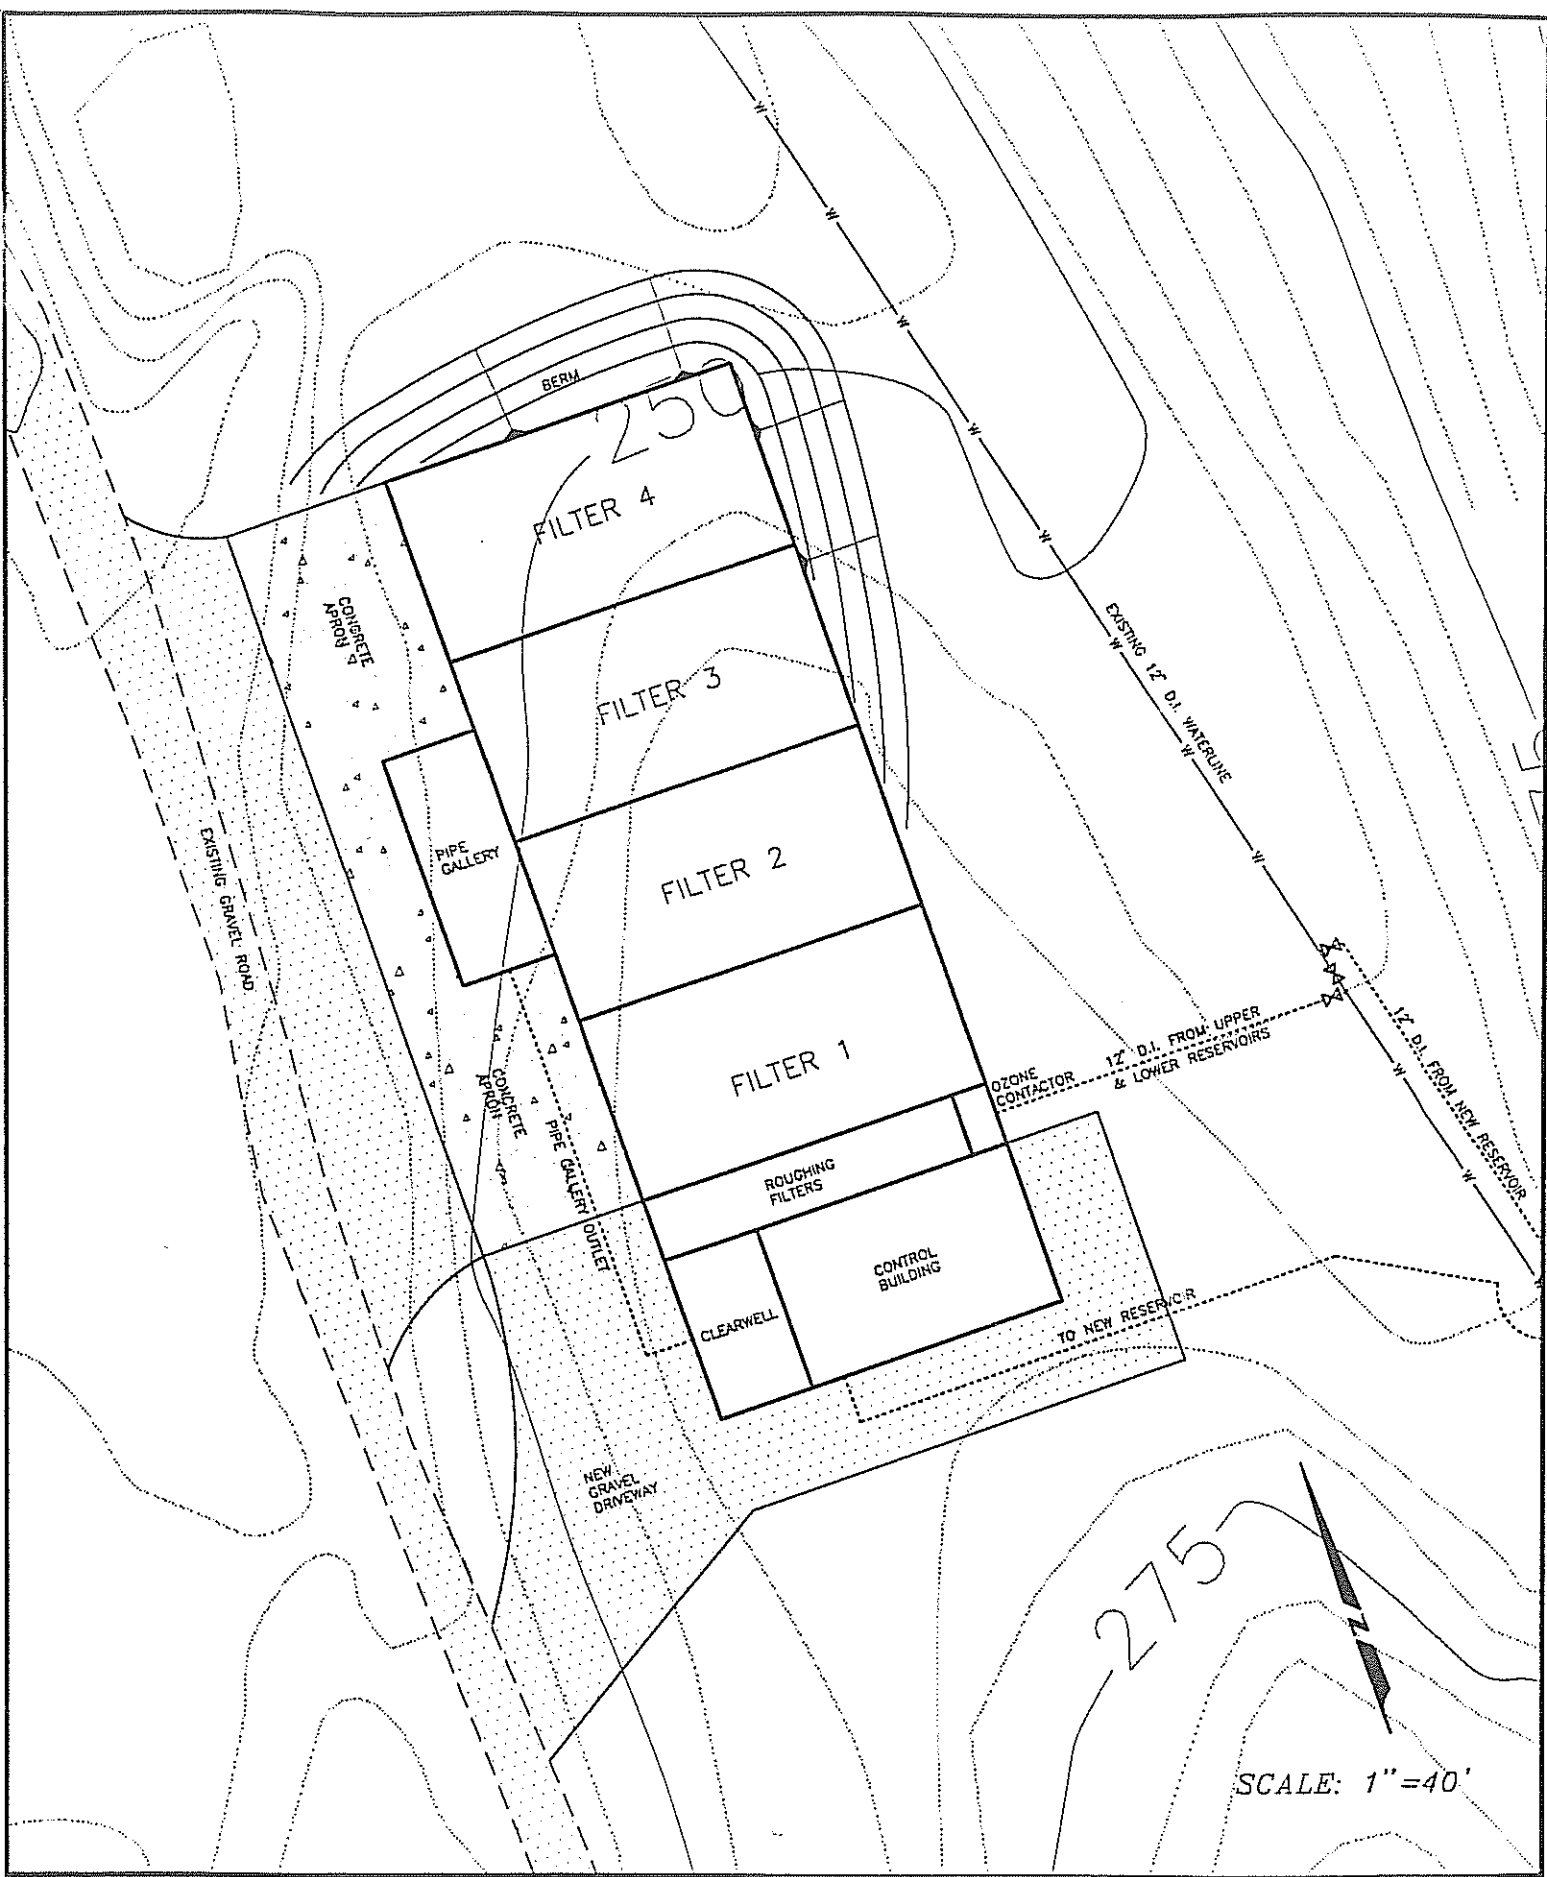 BERM
250
FILTER 4
CONCRETE
APRON
FILTER 3
EXISTING 12" D.I. WATERLINE
PIPE
GALLERY
FILTER 2
EXISTING GRAVEL ROAD
FILTER 1
OZONE
CONTACTOR
12" D.I. FROM UPPER
& LOWER RESERVOIRS
12" D.I. FROM NEW RESERVOIR
CONCRETE
APRON
PIPE GALLERY OUTLET
ROUGHING
FILTERS
CONTROL
BUILDING
CLEARWELL
TO NEW RESERVOIR
NEW
GRAVEL
DRIVEWAY
275
N
SCALE: 1"=40'
W
W
W
W
W
W
W
W
W
W
W